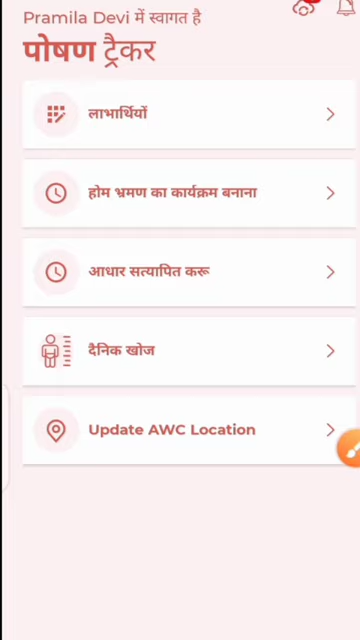 Pramila Devi में स्वागत है
पोषण ट्रैकर
लाभार्थियों
होम भ्रमण का कार्यक्रम बनाना
आधार सत्यापित करू
दैनिक खोज
Update AWC Location